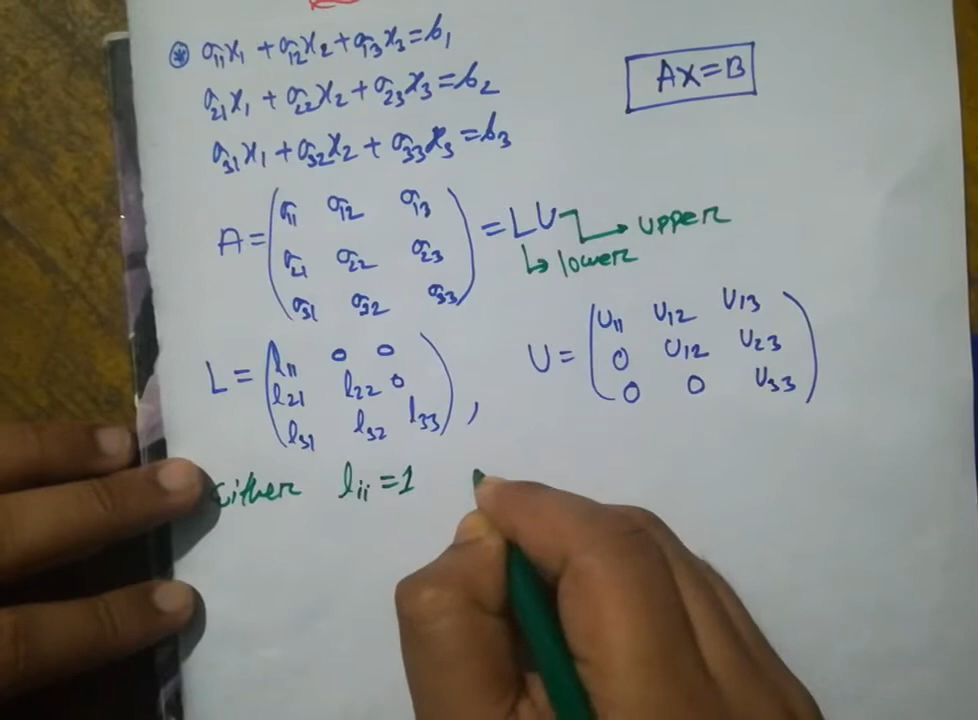 ⊛ a₁₁x₁ + a₁₂x₂ + a₁₃x₃ = b₁
AX = B
a₂₁x₁ + a₂₂x₂ + a₂₃x₃ = b₂
a₃₁x₁ + a₃₂x₂ + a₃₃x₃ = b₃
A = ( a₁₁ a₁₂ a₁₃
a₂₁ a₂₂ a₂₃
a₃₁ a₃₂ a₃₃ ) = LU → upper
↳ lower
L = ( l₁₁ 0 0
l₂₁ l₂₂ 0
l₃₁ l₃₂ l₃₃ ) ,
U = ( U₁₁ U₁₂ U₁₃
0 U₁₂ U₂₃
0 0 U₃₃ )
Either lᵢᵢ = 1